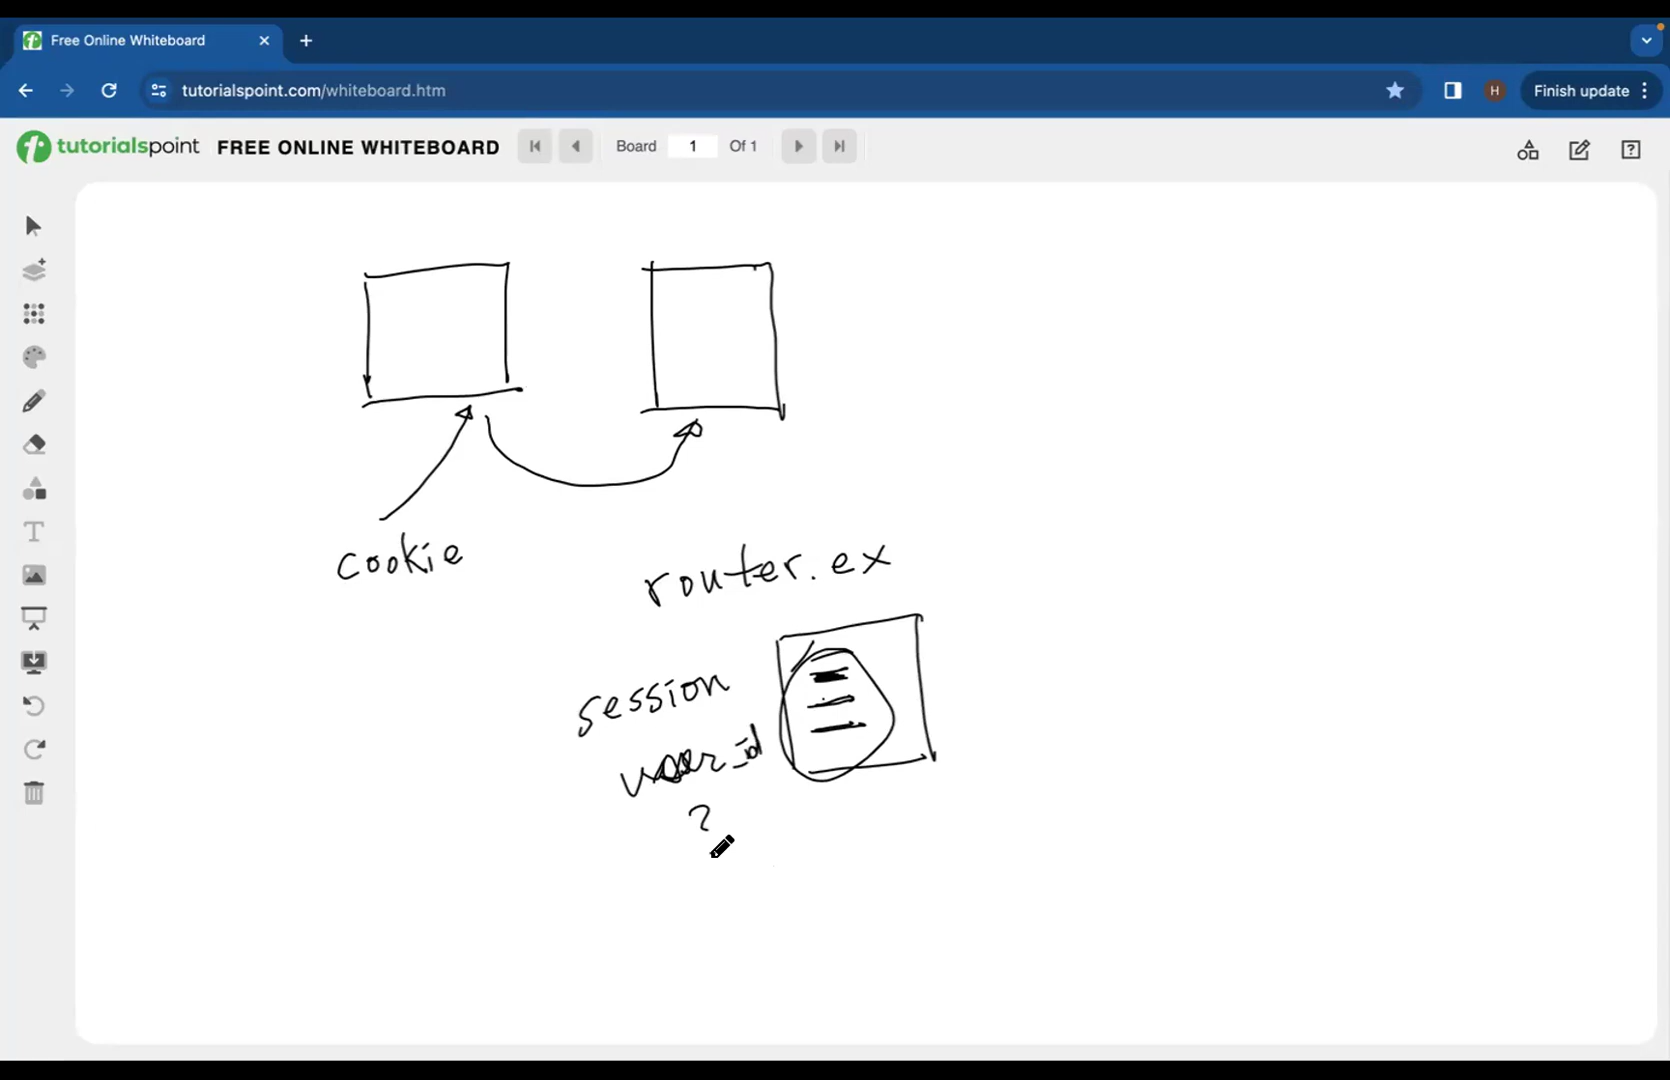 Free Online Whiteboard
tutorialspoint.com/whiteboard.htm
H
Finish update
tutorialspoint
FREE ONLINE WHITEBOARD
Board 1 Of 1
T
cookie
router.ex
session
user_id
?